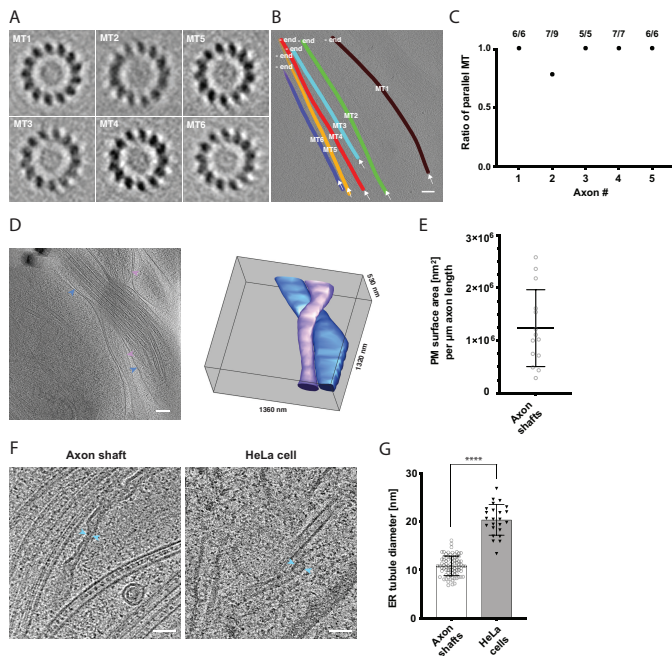 A
MT1
MT2
MT5
MT3
MT4
MT6
B
- end
- end
- end
- end
- end
- end
MT1
MT2
MT3
MT4
MT6
MT5
C
6/6 7/9 5/5 7/7 6/6
Ratio of parallel MT
1.0
0.5
0.0
1 2 3 4 5
Axon #
D
530 nm
1320 nm
1360 nm
E
PM surface area [nm²]
per µm axon length
3×10⁶
2×10⁶
1×10⁶
0
Axon
shafts
F
Axon shaft
HeLa cell
G
****
ER tubule diameter [nm]
30
20
10
0
Axon
shafts
HeLa
cells